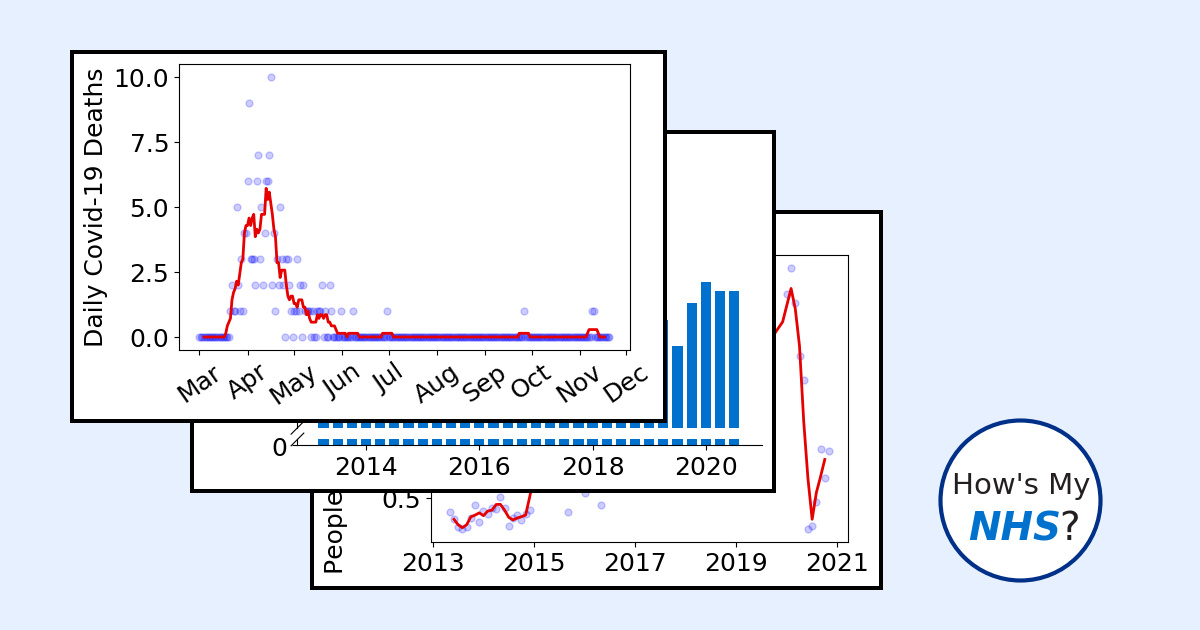 Daily Covid-19 Deaths
10.0
7.5
5.0
2.5
0.0
Mar Apr May Jun Jul Aug Sep Oct Nov Dec
0
2014 2016 2018 2020
People
0.5
2013 2015 2017 2019 2021
How's My
NHS?